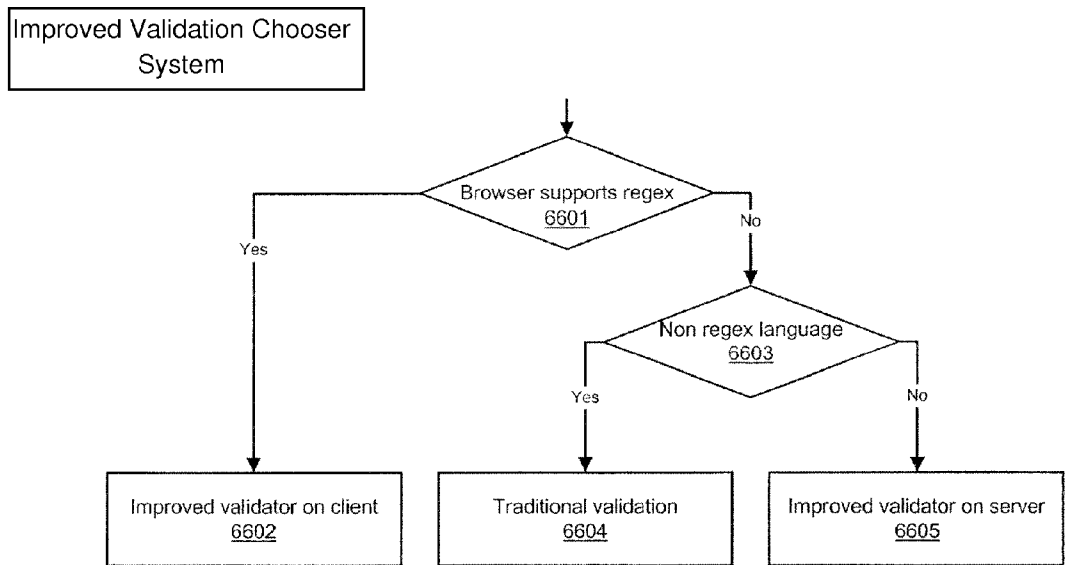 Improved Validation Chooser
System
Browser supports regex
6601
Yes
No
Non regex language
6603
Yes
No
Improved validator on client
6602
Traditional validation
6604
Improved validator on server
6605